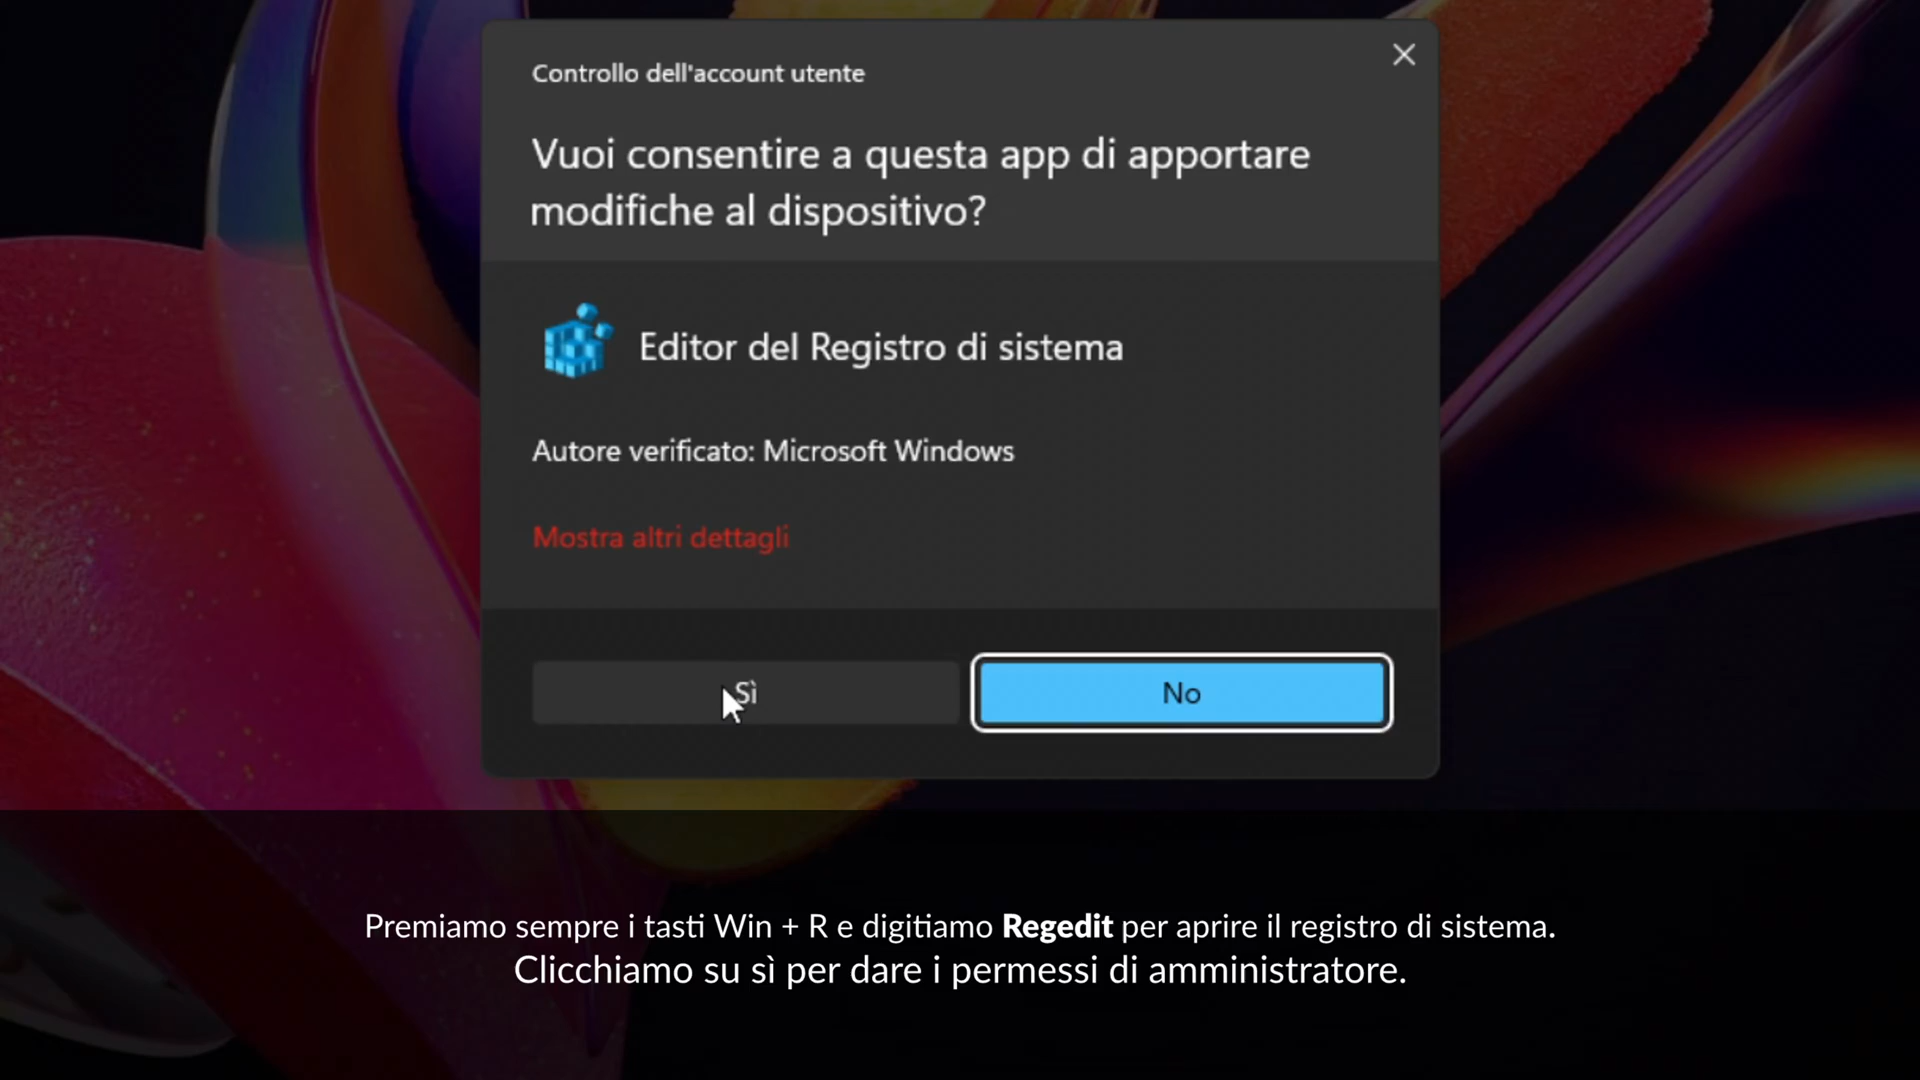 Controllo dell'account utente
Vuoi consentire a questa app di apportare
modifiche al dispositivo?
Editor del Registro di sistema
Autore verificato: Microsoft Windows
Mostra altri dettagli
Sì
No
Premiamo sempre i tasti Win + R e digitiamo Regedit per aprire il registro di sistema.
Clicchiamo su sì per dare i permessi di amministratore.